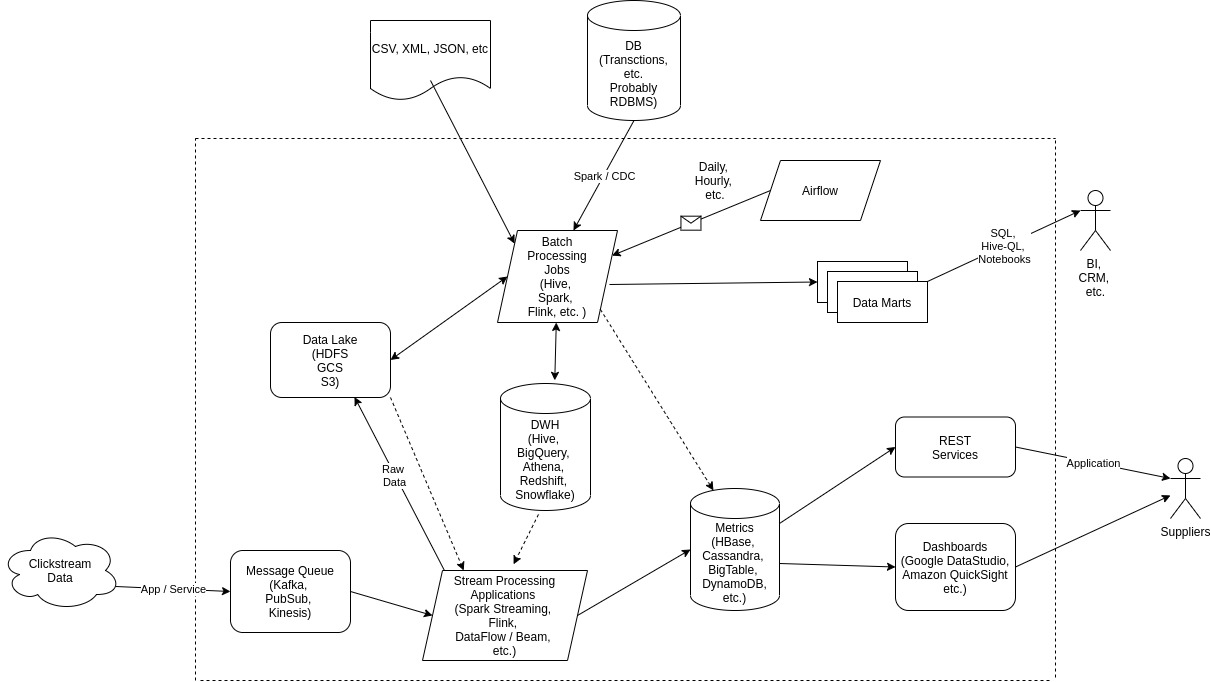 CSV, XML, JSON, etc
DB
(Transctions,
etc.
Probably
RDBMS)
Spark / CDC
Daily,
Hourly,
etc.
Airflow
Batch
Processing
Jobs
(Hive,
Spark,
Flink, etc. )
SQL,
Hive-QL,
Notebooks
BI,
CRM,
etc.
Data Marts
Data Lake
(HDFS
GCS
S3)
DWH
(Hive,
BigQuery,
Athena,
Redshift,
Snowflake)
Raw
Data
REST
Services
Application
Suppliers
Metrics
(HBase,
Cassandra,
BigTable,
DynamoDB,
etc.)
Dashboards
(Google DataStudio,
Amazon QuickSight
etc.)
Clickstream
Data
App / Service
Message Queue
(Kafka,
PubSub,
Kinesis)
Stream Processing
Applications
(Spark Streaming,
Flink,
DataFlow / Beam,
etc.)